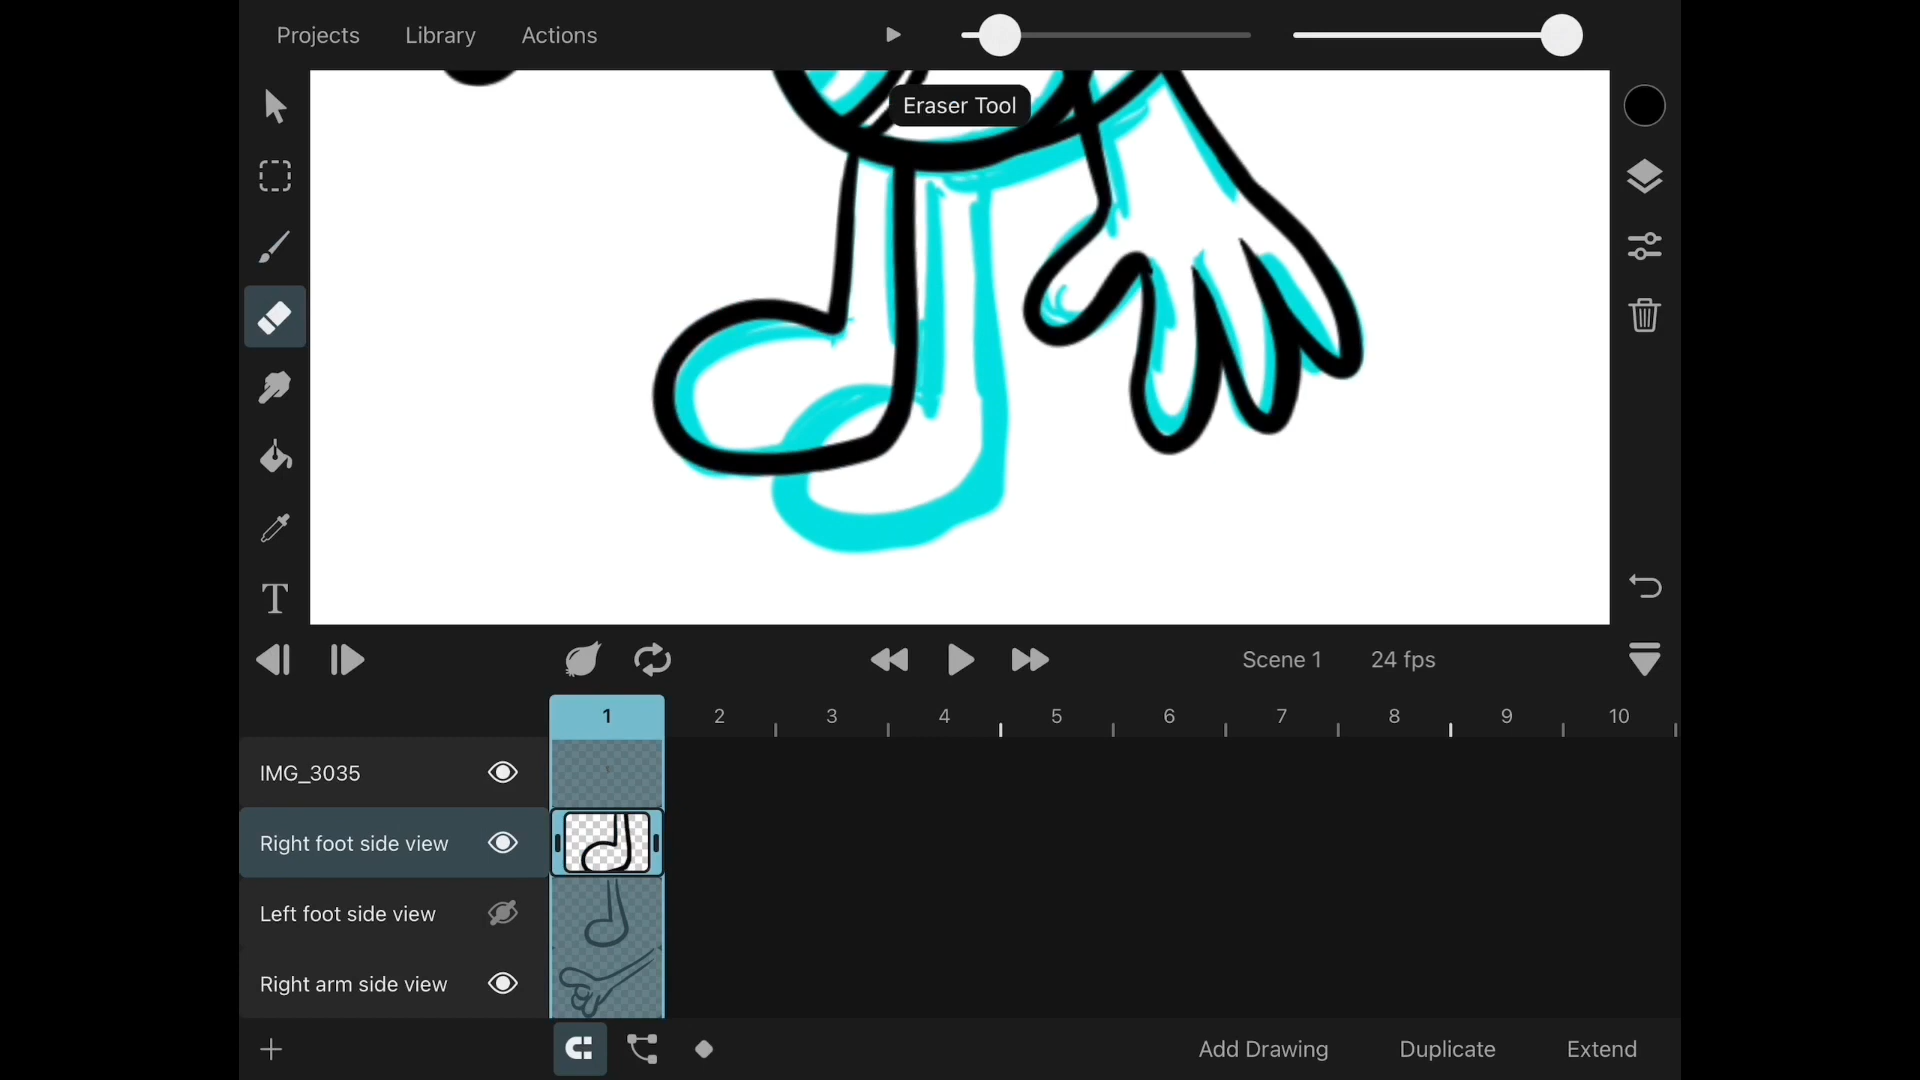 Projects Library Actions
Eraser Tool
T
Scene 1 24 fps
1 2 3 4 5 6 7 8 9 10
IMG_3035
Right foot side view
Left foot side view
Right arm side view
Add Drawing Duplicate Extend